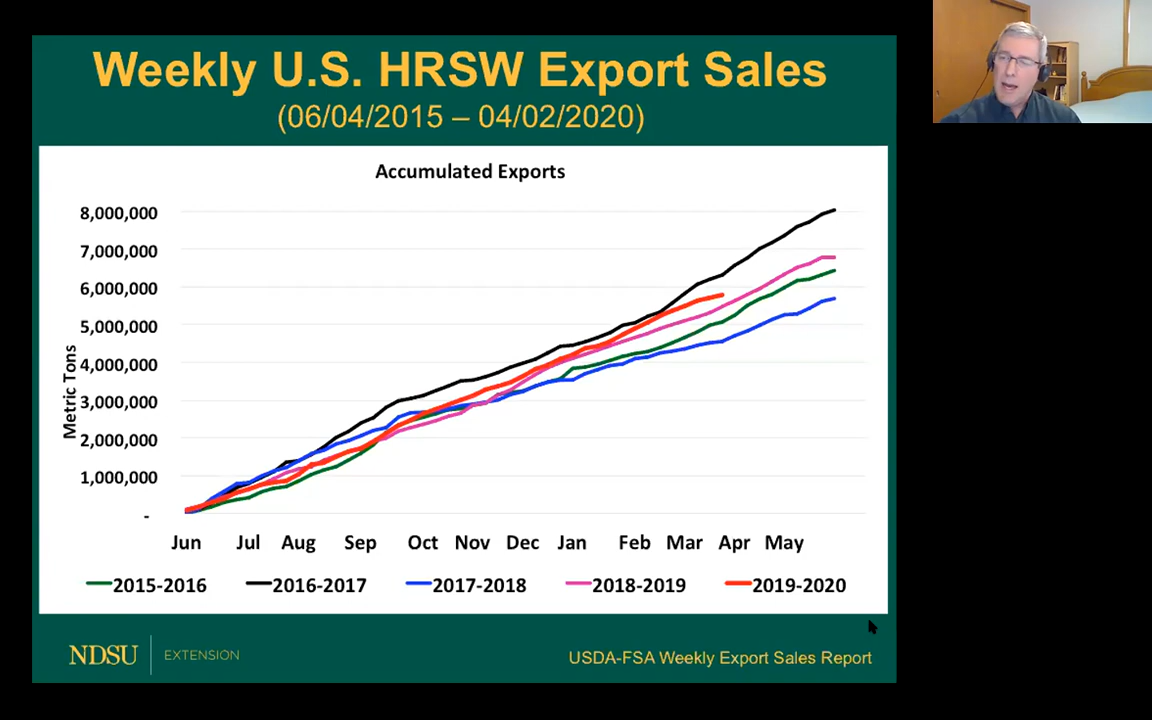 Weekly U.S. HRSW Export Sales
(06/04/2015 – 04/02/2020)
Accumulated Exports
Metric Tons
8,000,000
7,000,000
6,000,000
5,000,000
4,000,000
3,000,000
2,000,000
1,000,000
-
Jun Jul Aug Sep Oct Nov Dec Jan Feb Mar Apr May
2015-2016 2016-2017 2017-2018 2018-2019 2019-2020
NDSU EXTENSION
USDA-FSA Weekly Export Sales Report